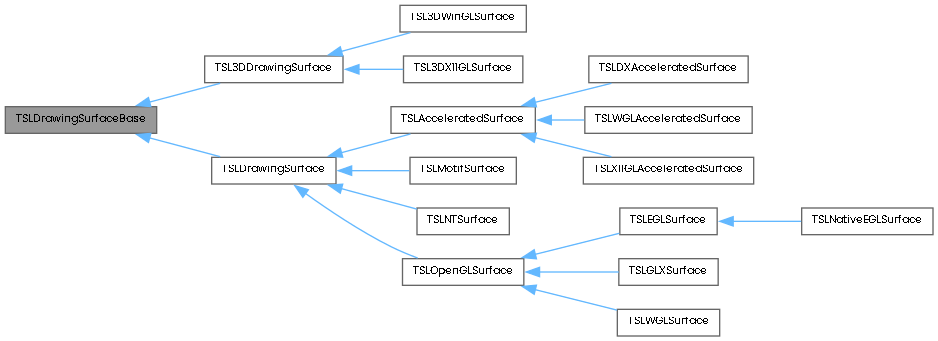 TSL3DWinGLSurface
TSL3DDrawingSurface
TSL3DX11GLSurface
TSLDXAcceleratedSurface
TSLDrawingSurfaceBase
TSLAcceleratedSurface
TSLWGLAcceleratedSurface
TSLDrawingSurface
TSLMotifSurface
TSLX11GLAcceleratedSurface
TSLNTSurface
TSLEGLSurface
TSLNativeEGLSurface
TSLOpenGLSurface
TSLGLXSurface
TSLWGLSurface